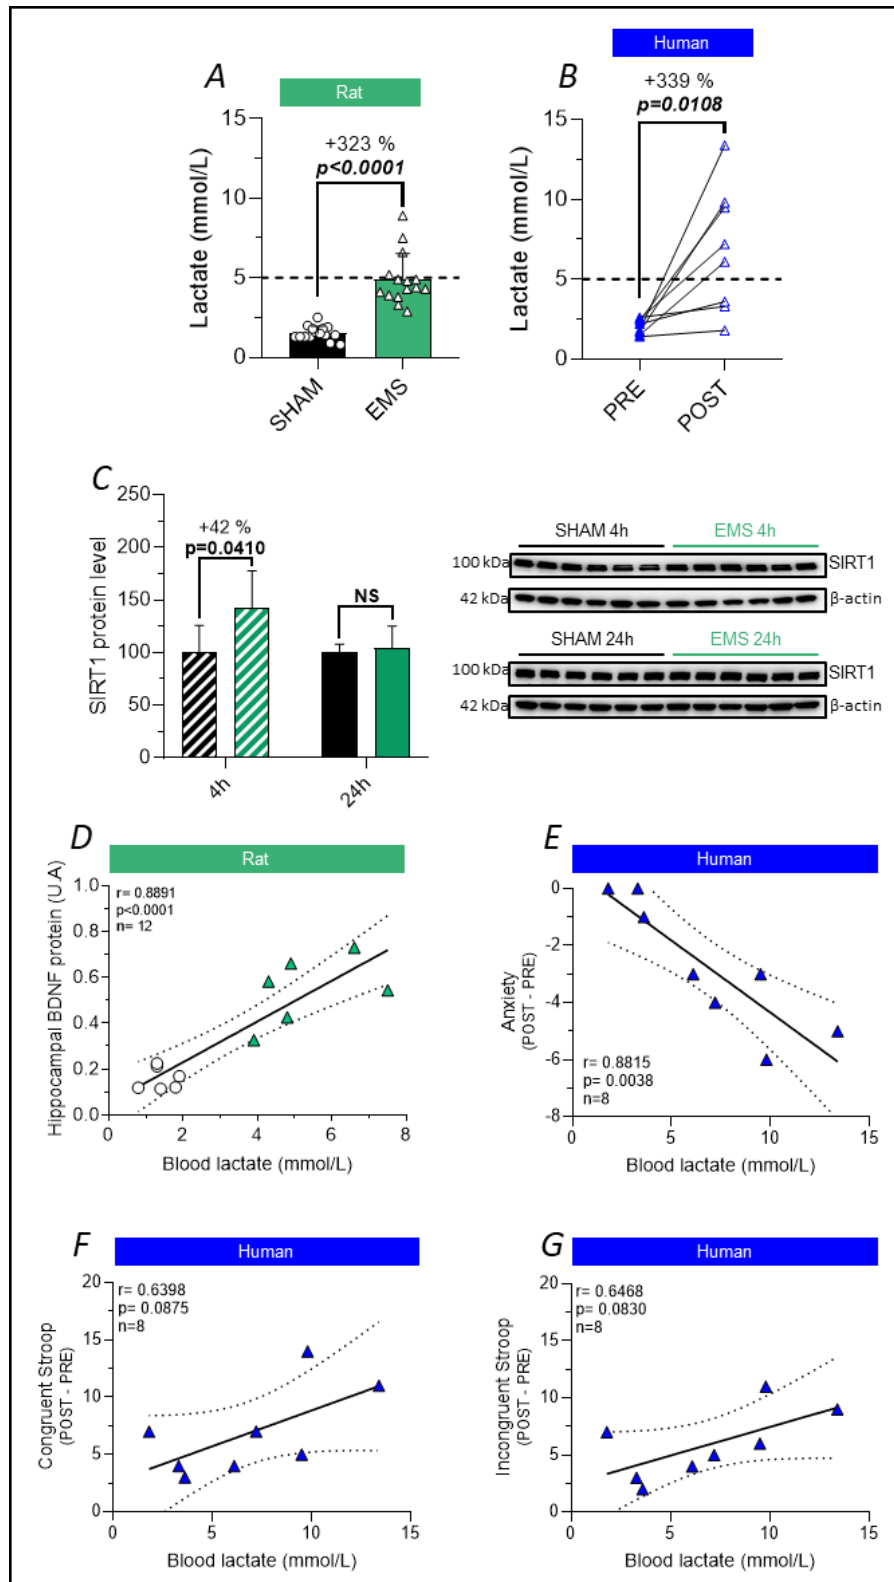 A
Rat
+323 %
p<0.0001
Lactate (mmol/L)
15
10
5
0
SHAM
EMS
B
Human
+339 %
p=0.0108
Lactate (mmol/L)
15
10
5
0
PRE
POST
C
SIRT1 protein level
250
200
150
100
50
0
+42 %
p=0.0410
NS
4h
24h
SHAM 4h EMS 4h
100 kDa SIRT1
42 kDa β-actin
SHAM 24h EMS 24h
100 kDa SIRT1
42 kDa β-actin
D
Rat
Hippocampal BDNF protein (U.A)
1.0
0.8
0.6
0.4
0.2
0.0
r= 0.8891
p<0.0001
n= 12
0 2 4 6 8
Blood lactate (mmol/L)
E
Human
Anxiety
(POST - PRE)
0
-2
-4
-6
-8
r= 0.8815
p= 0.0038
n=8
0 5 10 15
Blood lactate (mmol/L)
F
Human
Congruent Stroop
(POST - PRE)
20
15
10
5
0
r= 0.6398
p= 0.0875
n=8
0 5 10 15
Blood lactate (mmol/L)
G
Human
Incongruent Stroop
(POST - PRE)
20
15
10
5
0
r= 0.6468
p= 0.0830
n=8
0 5 10 15
Blood lactate (mmol/L)